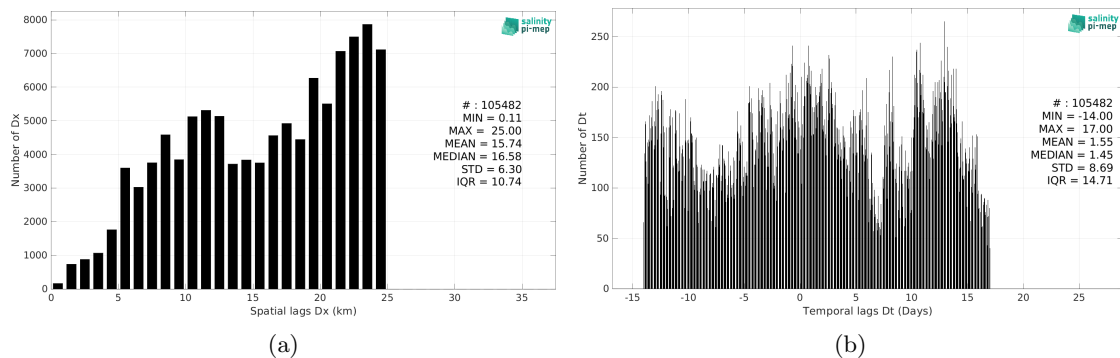 8000
7000
6000
5000
4000
3000
2000
1000
0
Number of Dx
salinity
pi-mep
# : 105482
MIN = 0.11
MAX = 25.00
MEAN = 15.74
MEDIAN = 16.58
STD = 6.30
IQR = 10.74
0 5 10 15 20 25 30 35
Spatial lags Dx (km)
(a)
250
200
150
100
50
0
Number of Dt
salinity
pi-mep
# : 105482
MIN = -14.00
MAX = 17.00
MEAN = 1.55
MEDIAN = 1.45
STD = 8.69
IQR = 14.71
-15 -10 -5 0 5 10 15 20 25
Temporal lags Dt (Days)
(b)